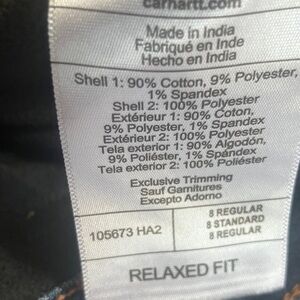 carhartt.com
Made in India
Fabriqué en Inde
Hecho en India
Shell 1: 90% Cotton, 9% Polyester,
1% Spandex
Shell 2: 100% Polyester
Extérieur 1: 90% Coton,
9% Polyester, 1% Spandex
Extérieur 2: 100% Polyester
Tela exterior 1: 90% Algodón,
9% Poliéster, 1% Spandex
Tela exterior 2: 100% Poliéster
Exclusive Trimming
Sauf Garnitures
Excepto Adorno
105673 HA2
8 REGULAR
8 STANDARD
8 REGULAR
RELAXED FIT